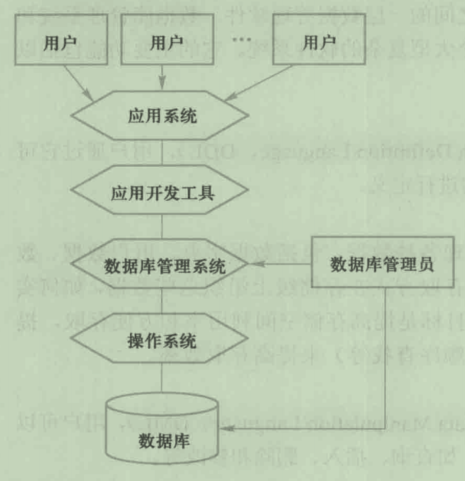 用户 用户 … 用户
应用系统
应用开发工具
数据库管理系统 数据库管理员
操作系统
数据库